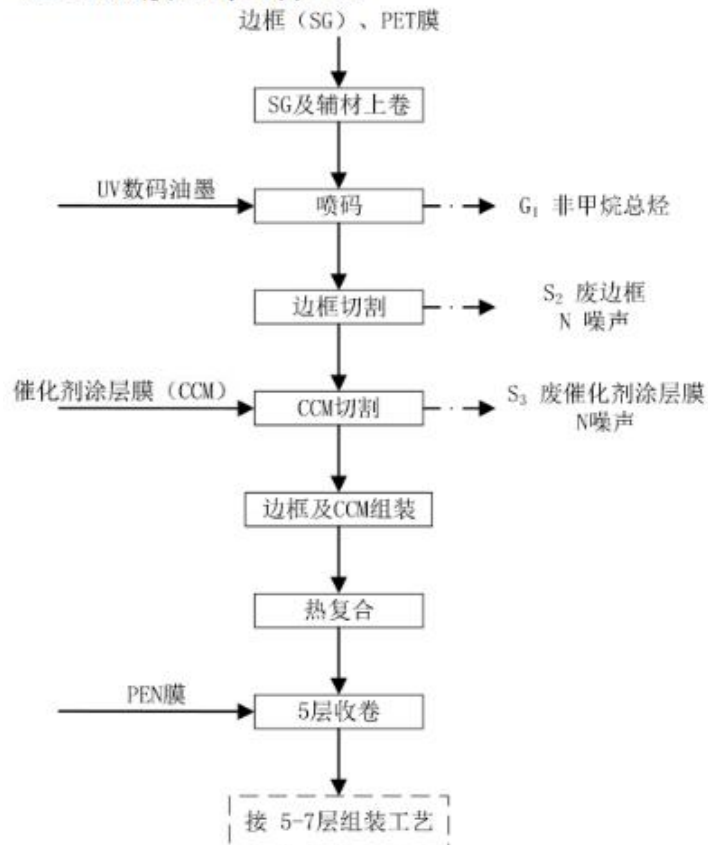 边框（SG）、PET膜
SG及辅材上卷
UV数码油墨
喷码
G₁ 非甲烷总烃
边框切割
S₂ 废边框
N 噪声
催化剂涂层膜（CCM）
CCM切割
S₃ 废催化剂涂层膜
N噪声
边框及CCM组装
热复合
PEN膜
5层收卷
接 5-7层组装工艺